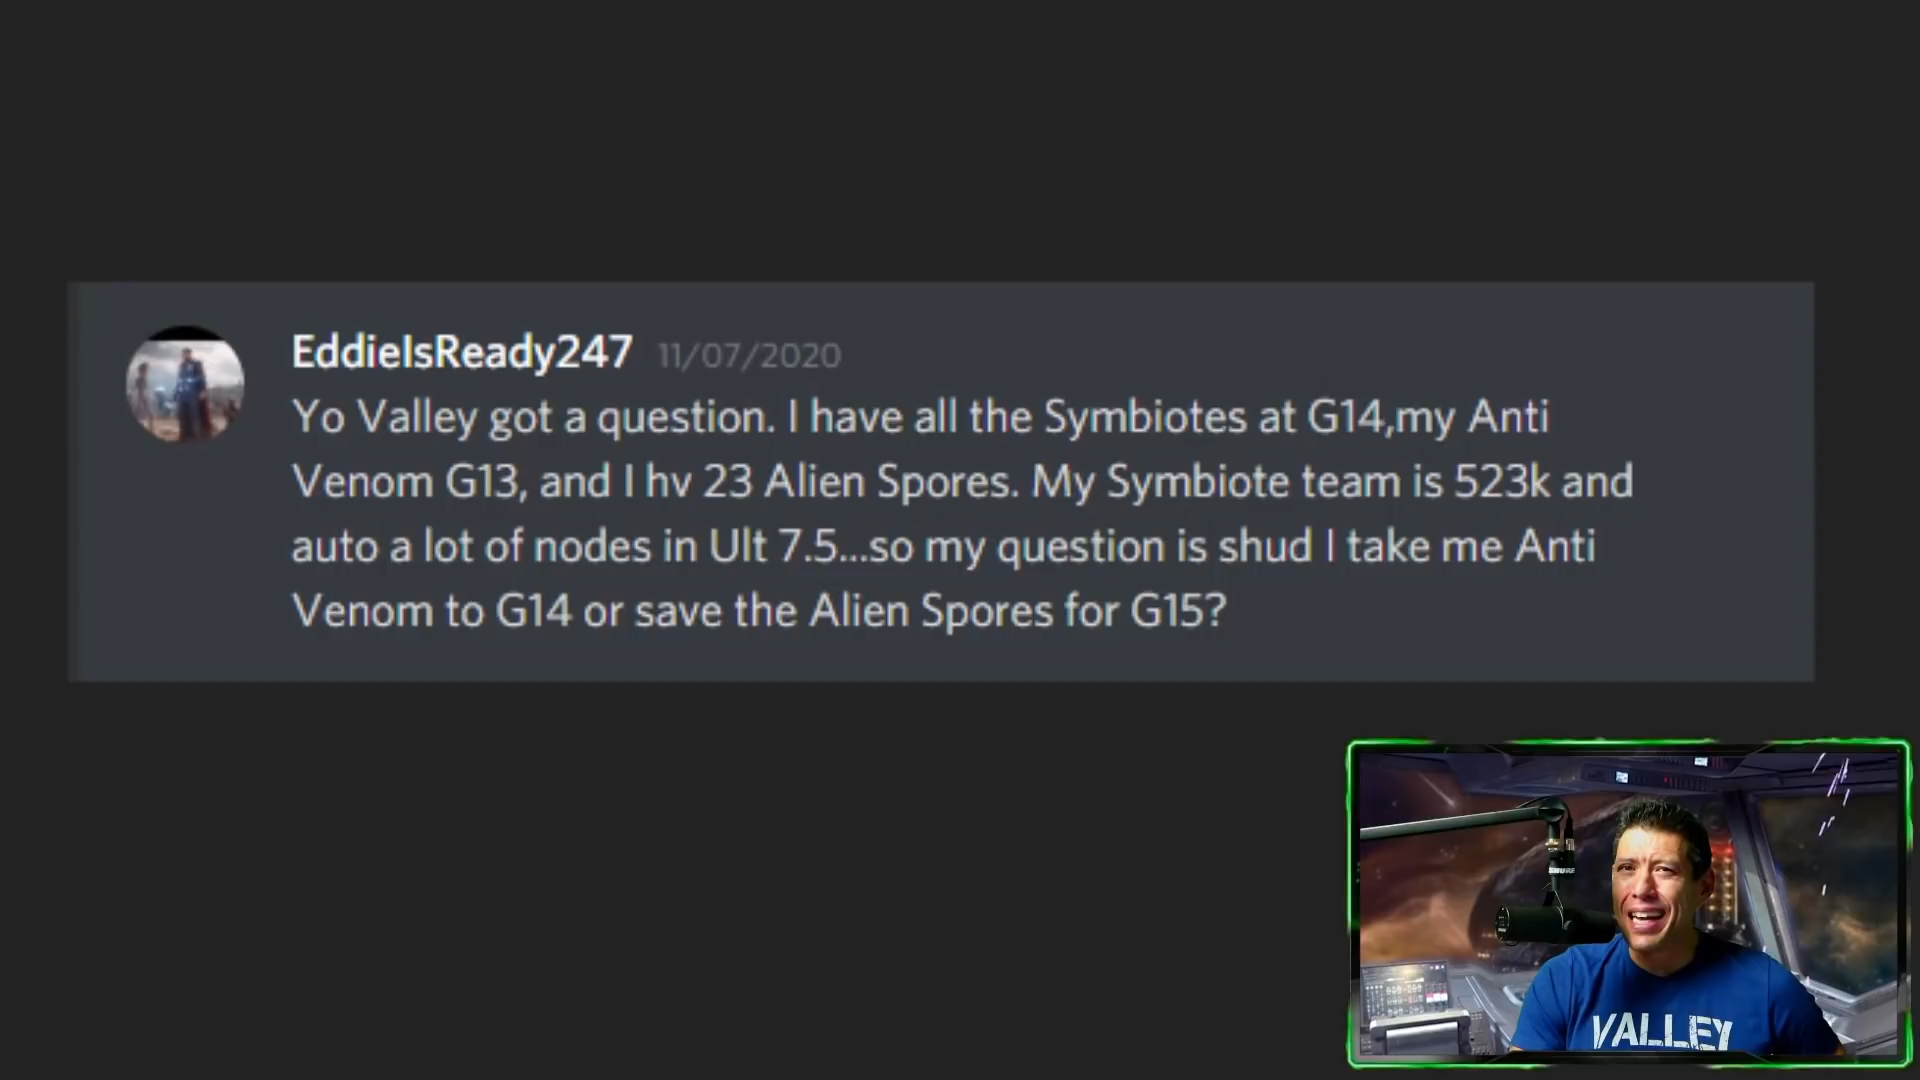 EddieIsReady247 11/07/2020
Yo Valley got a question. I have all the Symbiotes at G14,my Anti
Venom G13, and I hv 23 Alien Spores. My Symbiote team is 523k and
auto a lot of nodes in Ult 7.5...so my question is shud I take me Anti
Venom to G14 or save the Alien Spores for G15?
VALLEY